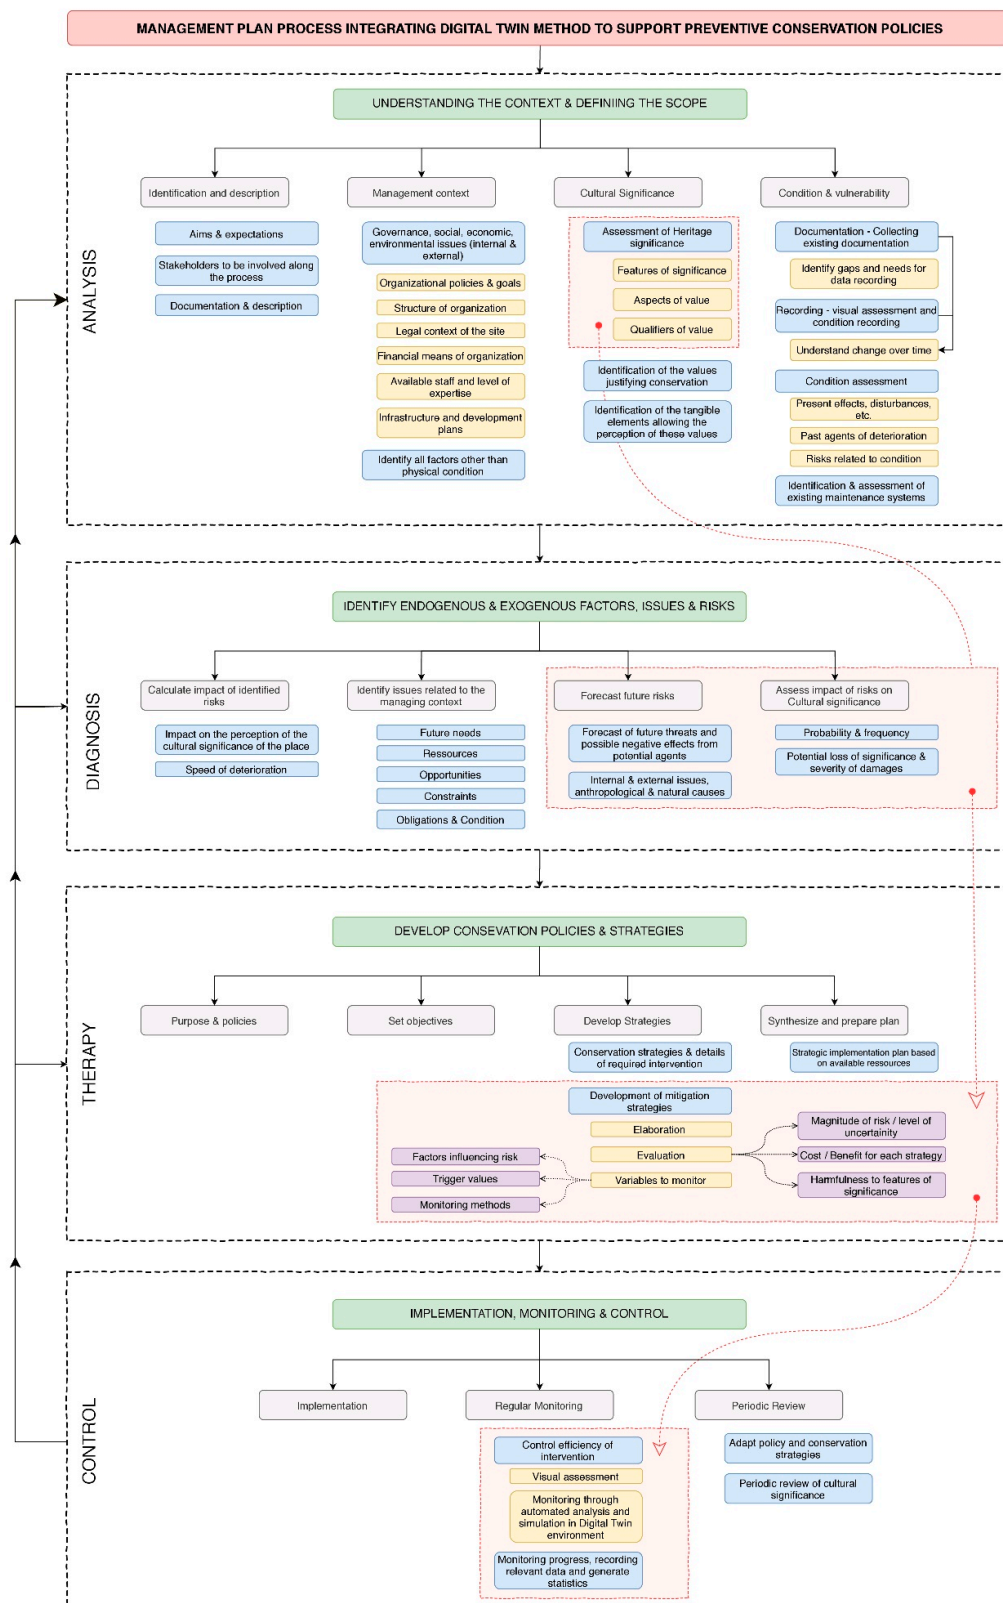 MANAGEMENT PLAN PROCESS INTEGRATING DIGITAL TWIN METHOD TO SUPPORT PREVENTIVE CONSERVATION POLICIES
ANALYSIS
UNDERSTANDING THE CONTEXT & DEFINIING THE SCOPE
Identification and description
Aims & expectations
Stakeholders to be involved along
the process
Documentation & description
Management context
Governance, social, economic,
environmental issues (internal &
external)
Organizational policies & goals
Structure of organization
Legal context of the site
Financial means of organization
Available staff and level of
expertise
Infrastructure and development
plans
Identify all factors other than
physical condition
Cultural Significance
Assessment of Heritage
significance
Features of significance
Aspects of value
Qualifiers of value
Identification of the values
justifying conservation
Identification of the tangible
elements allowing the
perception of these values
Condition & vulnerability
Documentation - Collecting
existing documentation
Identify gaps and needs for
data recording
Recording - visual assessment and
condition recording
Understand change over time
Condition assessment
Present effects, disturbances,
etc.
Past agents of deterioration
Risks related to condition
Identification & assessment of
existing maintenance systems
DIAGNOSIS
IDENTIFY ENDOGENOUS & EXOGENOUS FACTORS, ISSUES & RISKS
Calculate impact of identified
risks
Impact on the perception of the
cultural significance of the place
Speed of deterioration
Identify issues related to the
managing context
Future needs
Ressources
Opportunities
Constraints
Obligations & Condition
Forecast future risks
Forecast of future threats and
possible negative effects from
potential agents
Internal & external issues,
anthropological & natural causes
Assess impact of risks on
Cultural significance
Probability & frequency
Potential loss of significance &
severity of damages
THERAPY
DEVELOP CONSEVATION POLICIES & STRATEGIES
Purpose & policies
Set objectives
Develop Strategies
Conservation strategies & details
of required intervention
Development of mitigation
strategies
Elaboration
Evaluation
Variables to monitor
Factors influencing risk
Trigger values
Monitoring methods
Synthesize and prepare plan
Strategic implementation plan based
on available ressources
Magnitude of risk / level of
uncertainity
Cost / Benefit for each strategy
Harmfulness to features of
significance
CONTROL
IMPLEMENTATION, MONITORING & CONTROL
Implementation
Regular Monitoring
Control efficiency of
intervention
Visual assessment
Monitoring through
automated analysis and
simulation in Digital Twin
environment
Monitoring progress, recording
relevant data and generate
statistics
Periodic Review
Adapt policy and conservation
strategies
Periodic review of cultural
significance